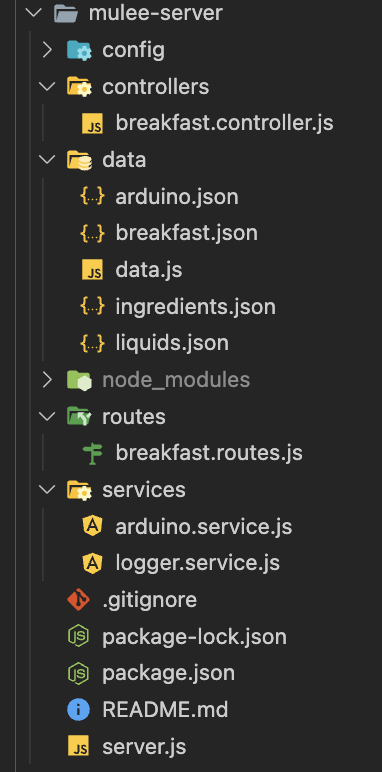 mulee-server
config
controllers
JS breakfast.controller.js
data
{..} arduino.json
{..} breakfast.json
JS data.js
{..} ingredients.json
{..} liquids.json
node_modules
routes
breakfast.routes.js
services
A arduino.service.js
A logger.service.js
.gitignore
JS package-lock.json
JS package.json
i README.md
JS server.js